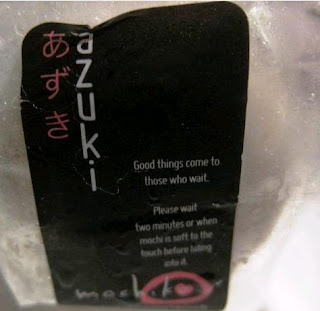 あずき
azuki
Good things come to
those who wait.
Please wait
two minutes or when
mochi is soft to the
touch before biting
into it.